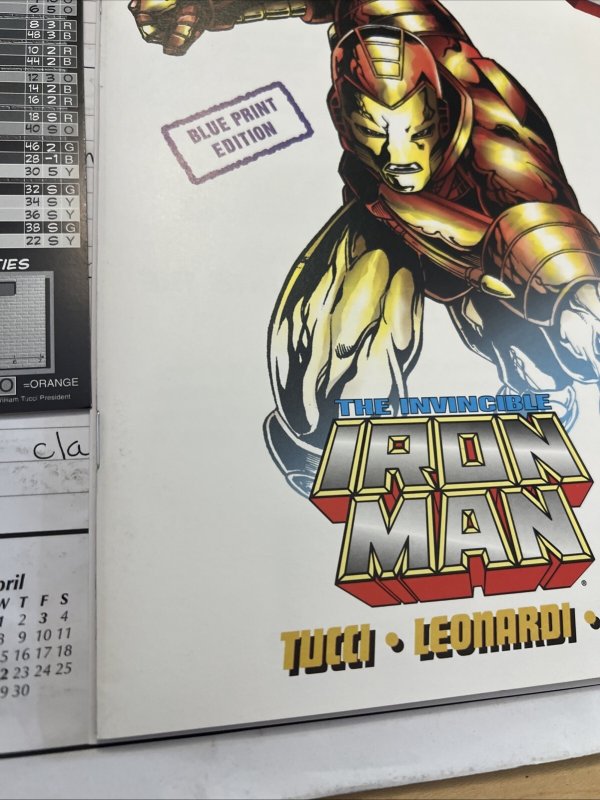 6 5 0
8 3 R
48 3 B
10 2 R
44 2 B
12 3 O
14 2 B
16 2 R
18 S R
40 S O
46 2 G
28 -1 B
30 5 Y
32 S G
34 S Y
36 S Y
38 S G
22 S Y
TIES
=ORANGE
William Tucci President
cla
BLUE PRINT
EDITION
THE INVINCIBLE
IRON
MAN
TUCCI • LEONARDI •
pril
W T F S
1 2 3 4
8 9 10 11
15 16 17 18
22 23 24 25
29 30